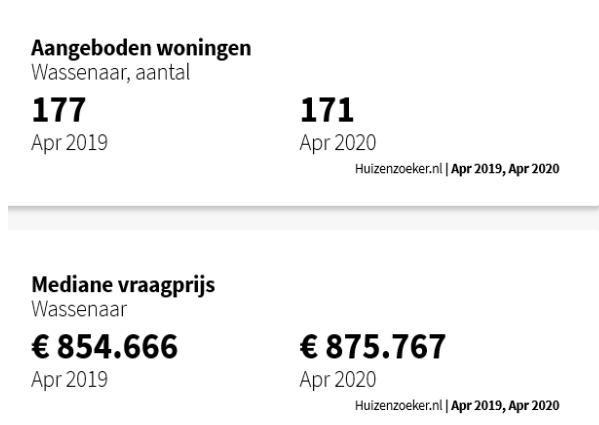 Aangeboden woningen
Wassenaar, aantal
177 171
Apr 2019 Apr 2020
Huizenzoeker.nl | Apr 2019, Apr 2020
Mediane vraagprijs
Wassenaar
€ 854.666 € 875.767
Apr 2019 Apr 2020
Huizenzoeker.nl | Apr 2019, Apr 2020